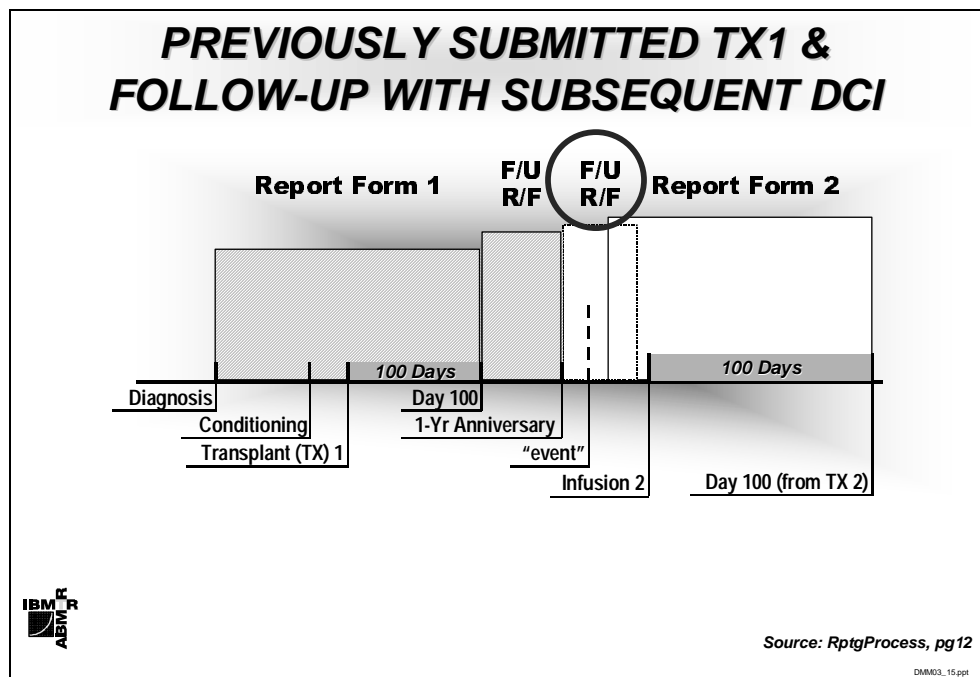 PREVIOUSLY SUBMITTED TX1 &
FOLLOW-UP WITH SUBSEQUENT DCI
Report Form 1
F/U
R/F
F/U
R/F
Report Form 2
100 Days
100 Days
Diagnosis
Day 100
Conditioning
1-Yr Anniversary
Transplant (TX) 1
“event”
Infusion 2
Day 100 (from TX 2)
IBMTR
ABMTR
Source: RptgProcess, pg12
DMM03_15.ppt